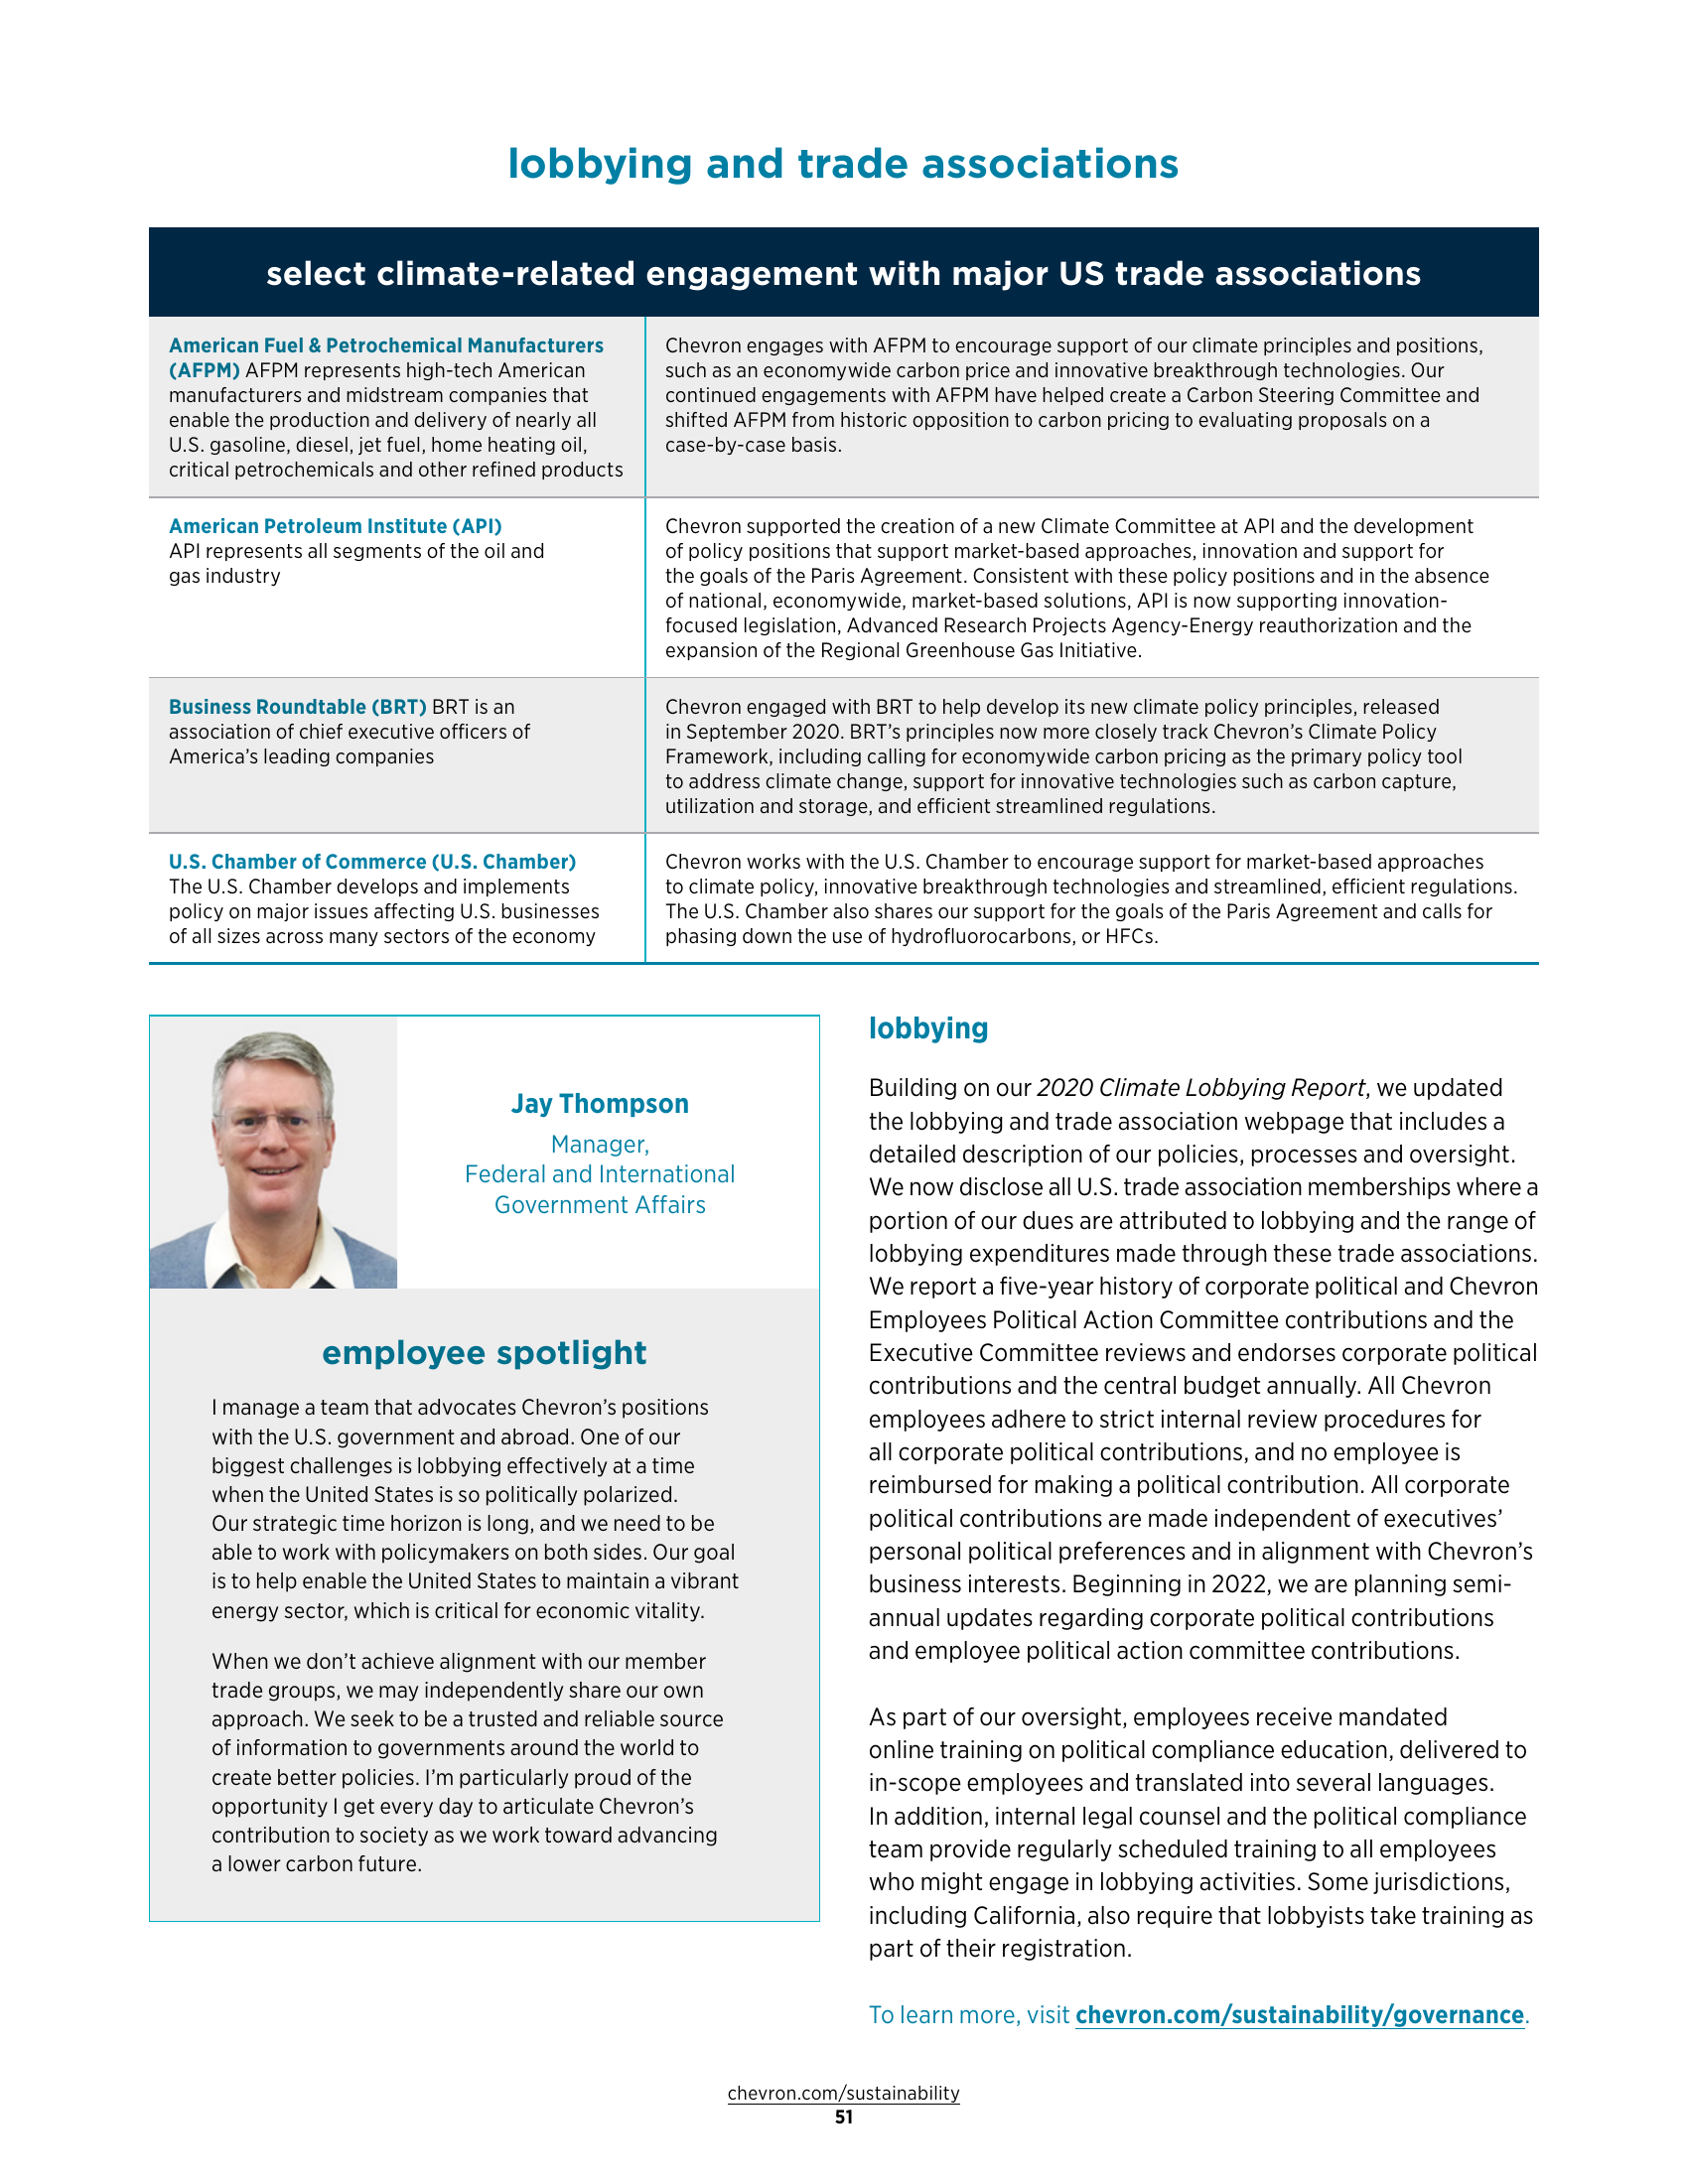 lobbying and trade associations
select climate-related engagement with major US trade associations
American Fuel & Petrochemical Manufacturers
(AFPM) AFPM represents high-tech American
manufacturers and midstream companies that
enable the production and delivery of nearly all
U.S. gasoline, diesel, jet fuel, home heating oil,
critical petrochemicals and other refined products
Chevron engages with AFPM to encourage support of our climate principles and positions,
such as an economywide carbon price and innovative breakthrough technologies. Our
continued engagements with AFPM have helped create a Carbon Steering Committee and
shifted AFPM from historic opposition to carbon pricing to evaluating proposals on a
case-by-case basis.
American Petroleum Institute (API)
API represents all segments of the oil and
gas industry
Chevron supported the creation of a new Climate Committee at API and the development
of policy positions that support market-based approaches, innovation and support for
the goals of the Paris Agreement. Consistent with these policy positions and in the absence
of national, economywide, market-based solutions, API is now supporting innovation-
focused legislation, Advanced Research Projects Agency-Energy reauthorization and the
expansion of the Regional Greenhouse Gas Initiative.
Business Roundtable (BRT) BRT is an
association of chief executive officers of
America's leading companies
Chevron engaged with BRT to help develop its new climate policy principles, released
in September 2020. BRT's principles now more closely track Chevron's Climate Policy
Framework, including calling for economywide carbon pricing as the primary policy tool
to address climate change, support for innovative technologies such as carbon capture,
utilization and storage, and efficient streamlined regulations.
U.S. Chamber of Commerce (U.S. Chamber)
The U.S. Chamber develops and implements
policy on major issues affecting U.S. businesses
of all sizes across many sectors of the economy
Chevron works with the U.S. Chamber to encourage support for market-based approaches
to climate policy, innovative breakthrough technologies and streamlined, efficient regulations.
The U.S. Chamber also shares our support for the goals of the Paris Agreement and calls for
phasing down the use of hydrofluorocarbons, or HFCs.
Jay Thompson
Manager,
Federal and International
Government Affairs
employee spotlight
I manage a team that advocates Chevron's positions
with the U.S. government and abroad. One of our
biggest challenges is lobbying effectively at a time
when the United States is so politically polarized.
Our strategic time horizon is long, and we need to be
able to work with policymakers on both sides. Our goal
is to help enable the United States to maintain a vibrant
energy sector, which is critical for economic vitality.
When we don't achieve alignment with our member
trade groups, we may independently share our own
approach. We seek to be a trusted and reliable source
of information to governments around the world to
create better policies. I'm particularly proud of the
opportunity I get every day to articulate Chevron's
contribution to society as we work toward advancing
a lower carbon future.
lobbying
Building on our 2020 Climate Lobbying Report, we updated
the lobbying and trade association webpage that includes a
detailed description of our policies, processes and oversight.
We now disclose all U.S. trade association memberships where a
portion of our dues are attributed to lobbying and the range of
lobbying expenditures made through these trade associations.
We report a five-year history of corporate political and Chevron
Employees Political Action Committee contributions and the
Executive Committee reviews and endorses corporate political
contributions and the central budget annually. All Chevron
employees adhere to strict internal review procedures for
all corporate political contributions, and no employee is
reimbursed for making a political contribution. All corporate
political contributions are made independent of executives'
personal political preferences and in alignment with Chevron's
business interests. Beginning in 2022, we are planning semi-
annual updates regarding corporate political contributions
and employee political action committee contributions.
As part of our oversight, employees receive mandated
online training on political compliance education, delivered to
in-scope employees and translated into several languages.
In addition, internal legal counsel and the political compliance
team provide regularly scheduled training to all employees
who might engage in lobbying activities. Some jurisdictions,
including California, also require that lobbyists take training as
part of their registration.
To learn more, visit chevron.com/sustainability/governance.
chevron.com/sustainability
51